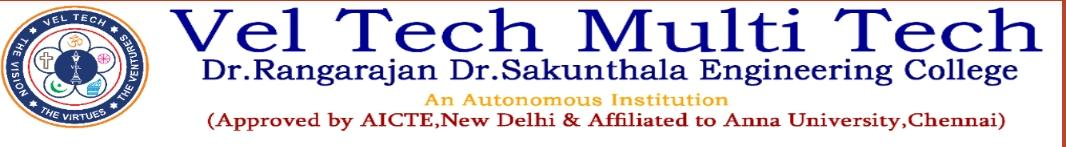 VEL TECH
THE VISION
THE VIRTUES
THE VENTURES
Vel Tech Multi Tech
Dr.Rangarajan Dr.Sakunthala Engineering College
An Autonomous Institution
(Approved by AICTE,New Delhi & Affiliated to Anna University,Chennai)